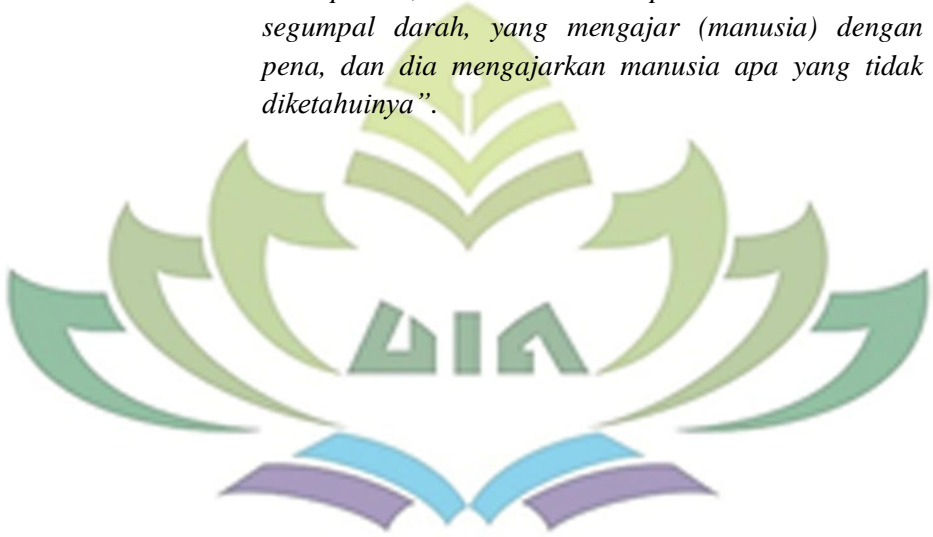 segumpal darah, yang mengajar (manusia) dengan
pena, dan dia mengajarkan manusia apa yang tidak
diketahuinya”.
UIN